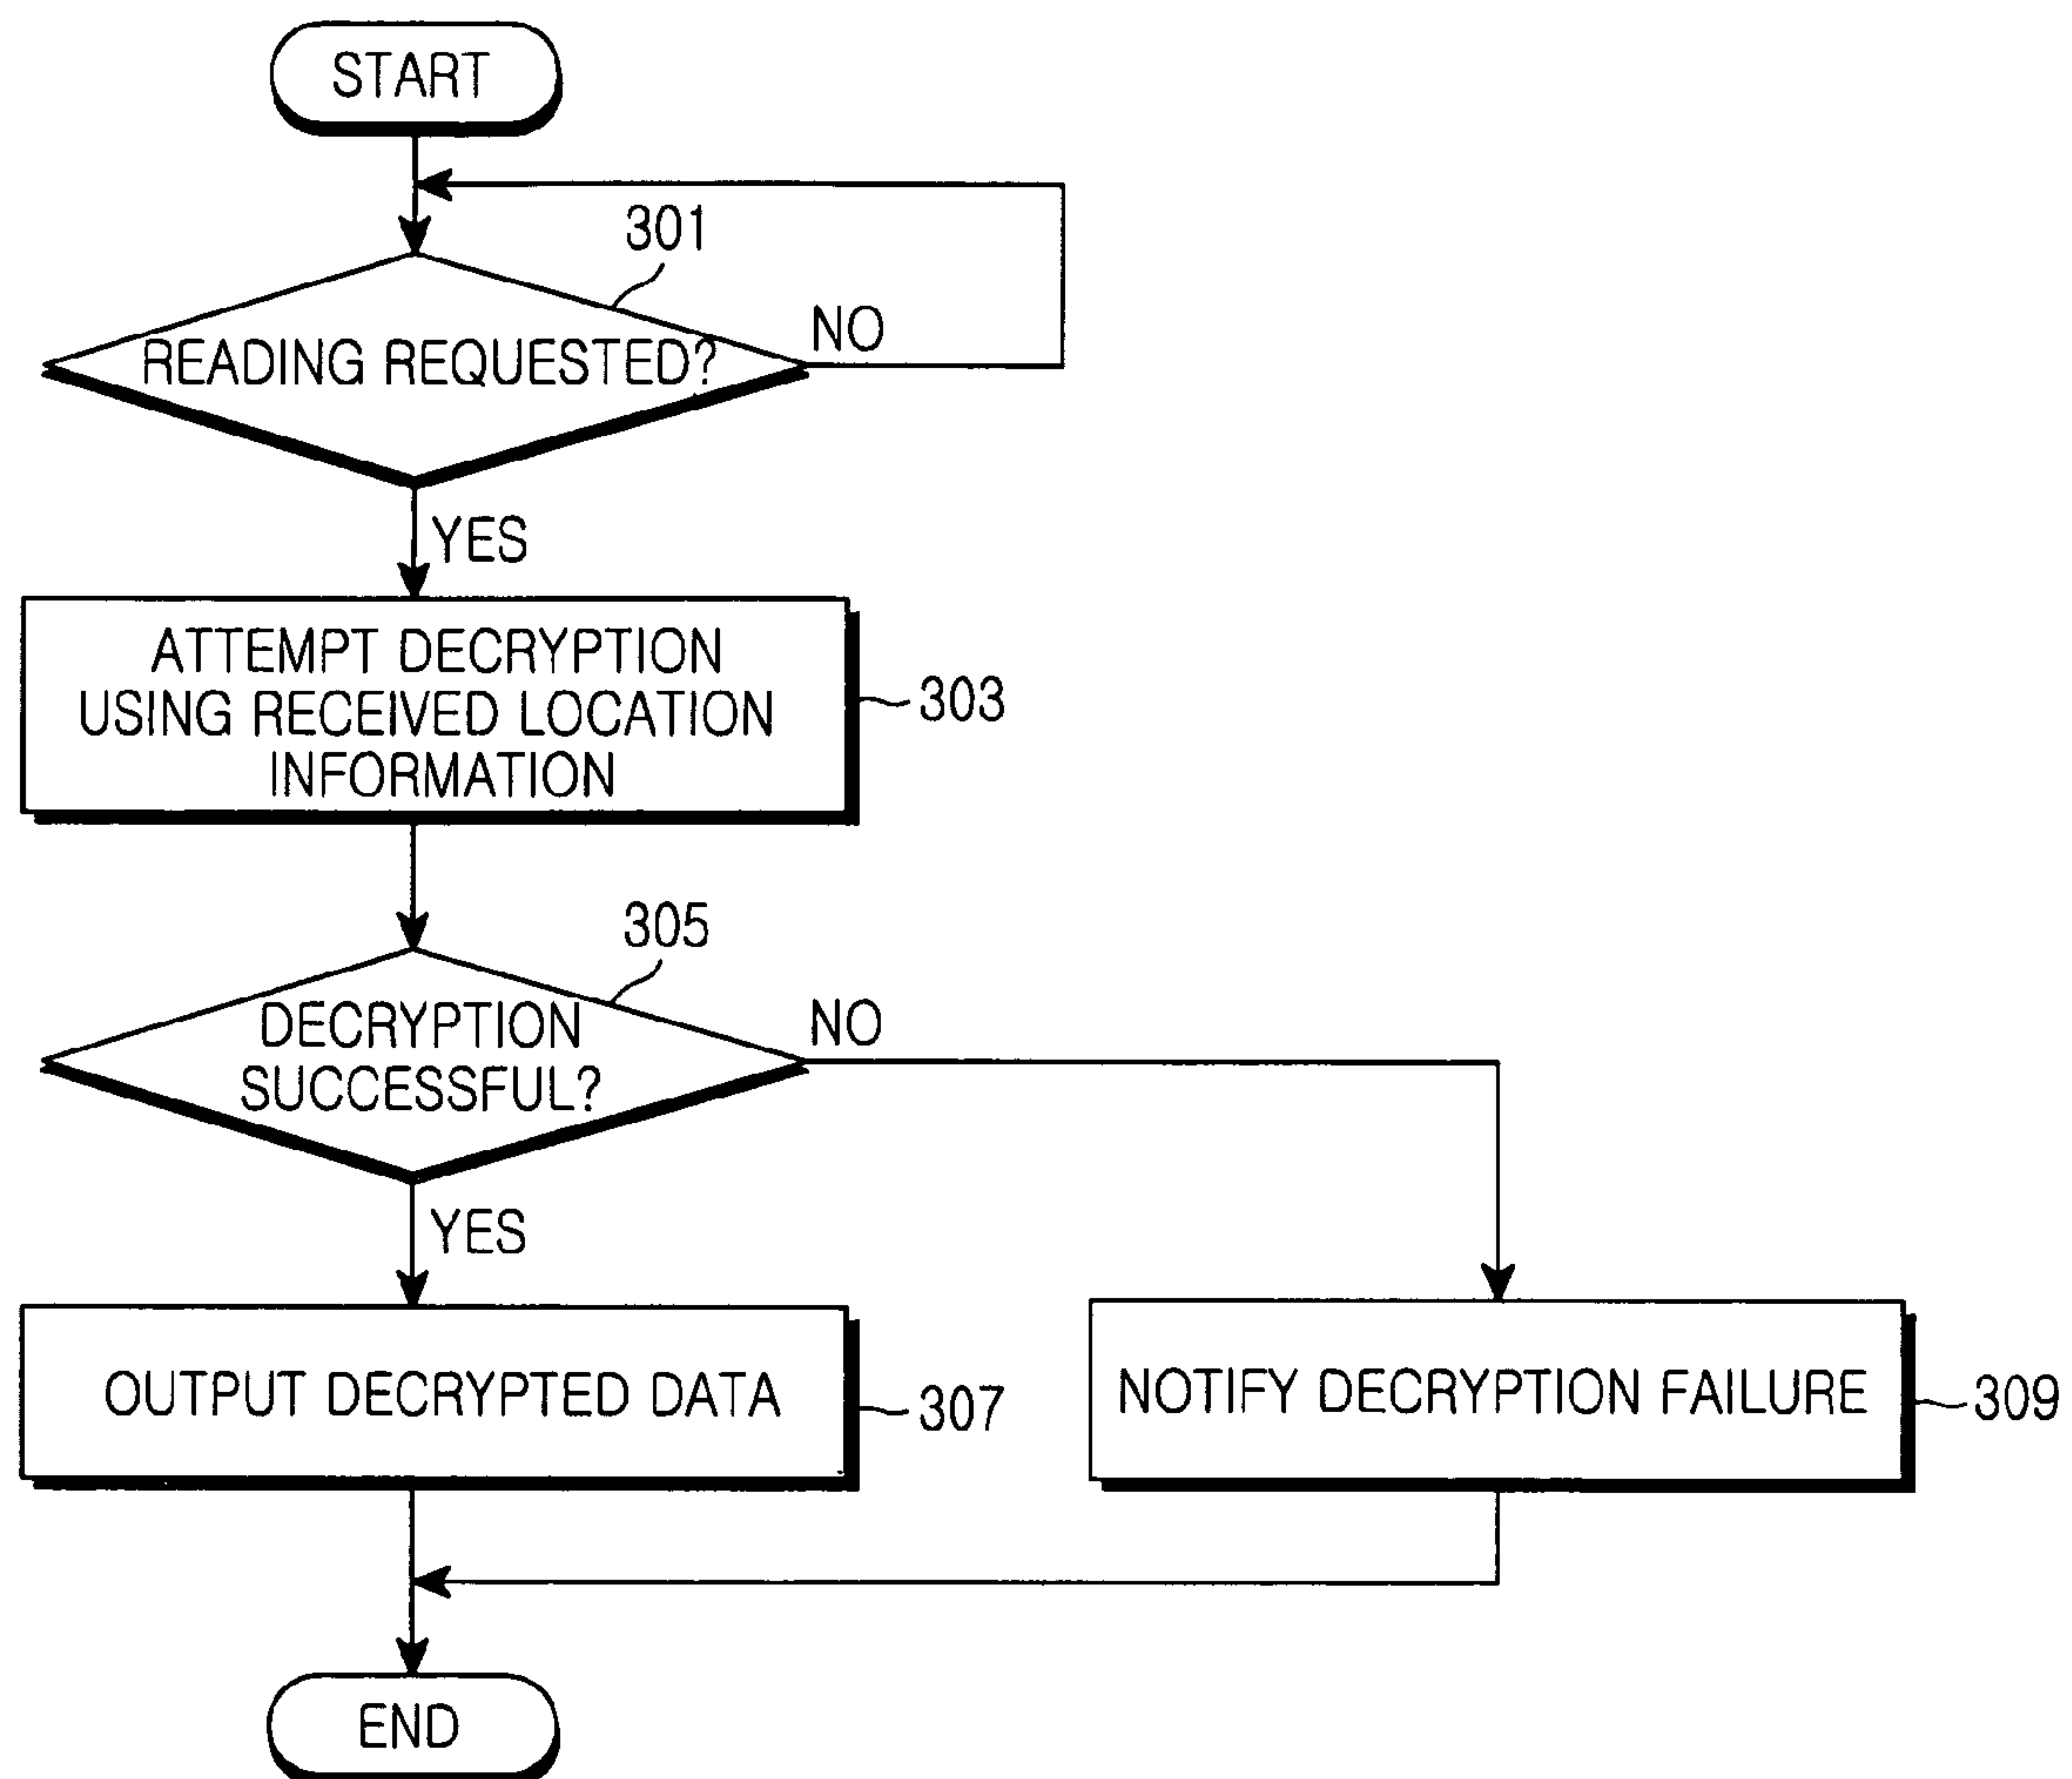 START
301
READING REQUESTED?
NO
YES
ATTEMPT DECRYPTION
USING RECEIVED LOCATION
INFORMATION
303
305
DECRYPTION
SUCCESSFUL?
NO
YES
OUTPUT DECRYPTED DATA
307
NOTIFY DECRYPTION FAILURE
309
END